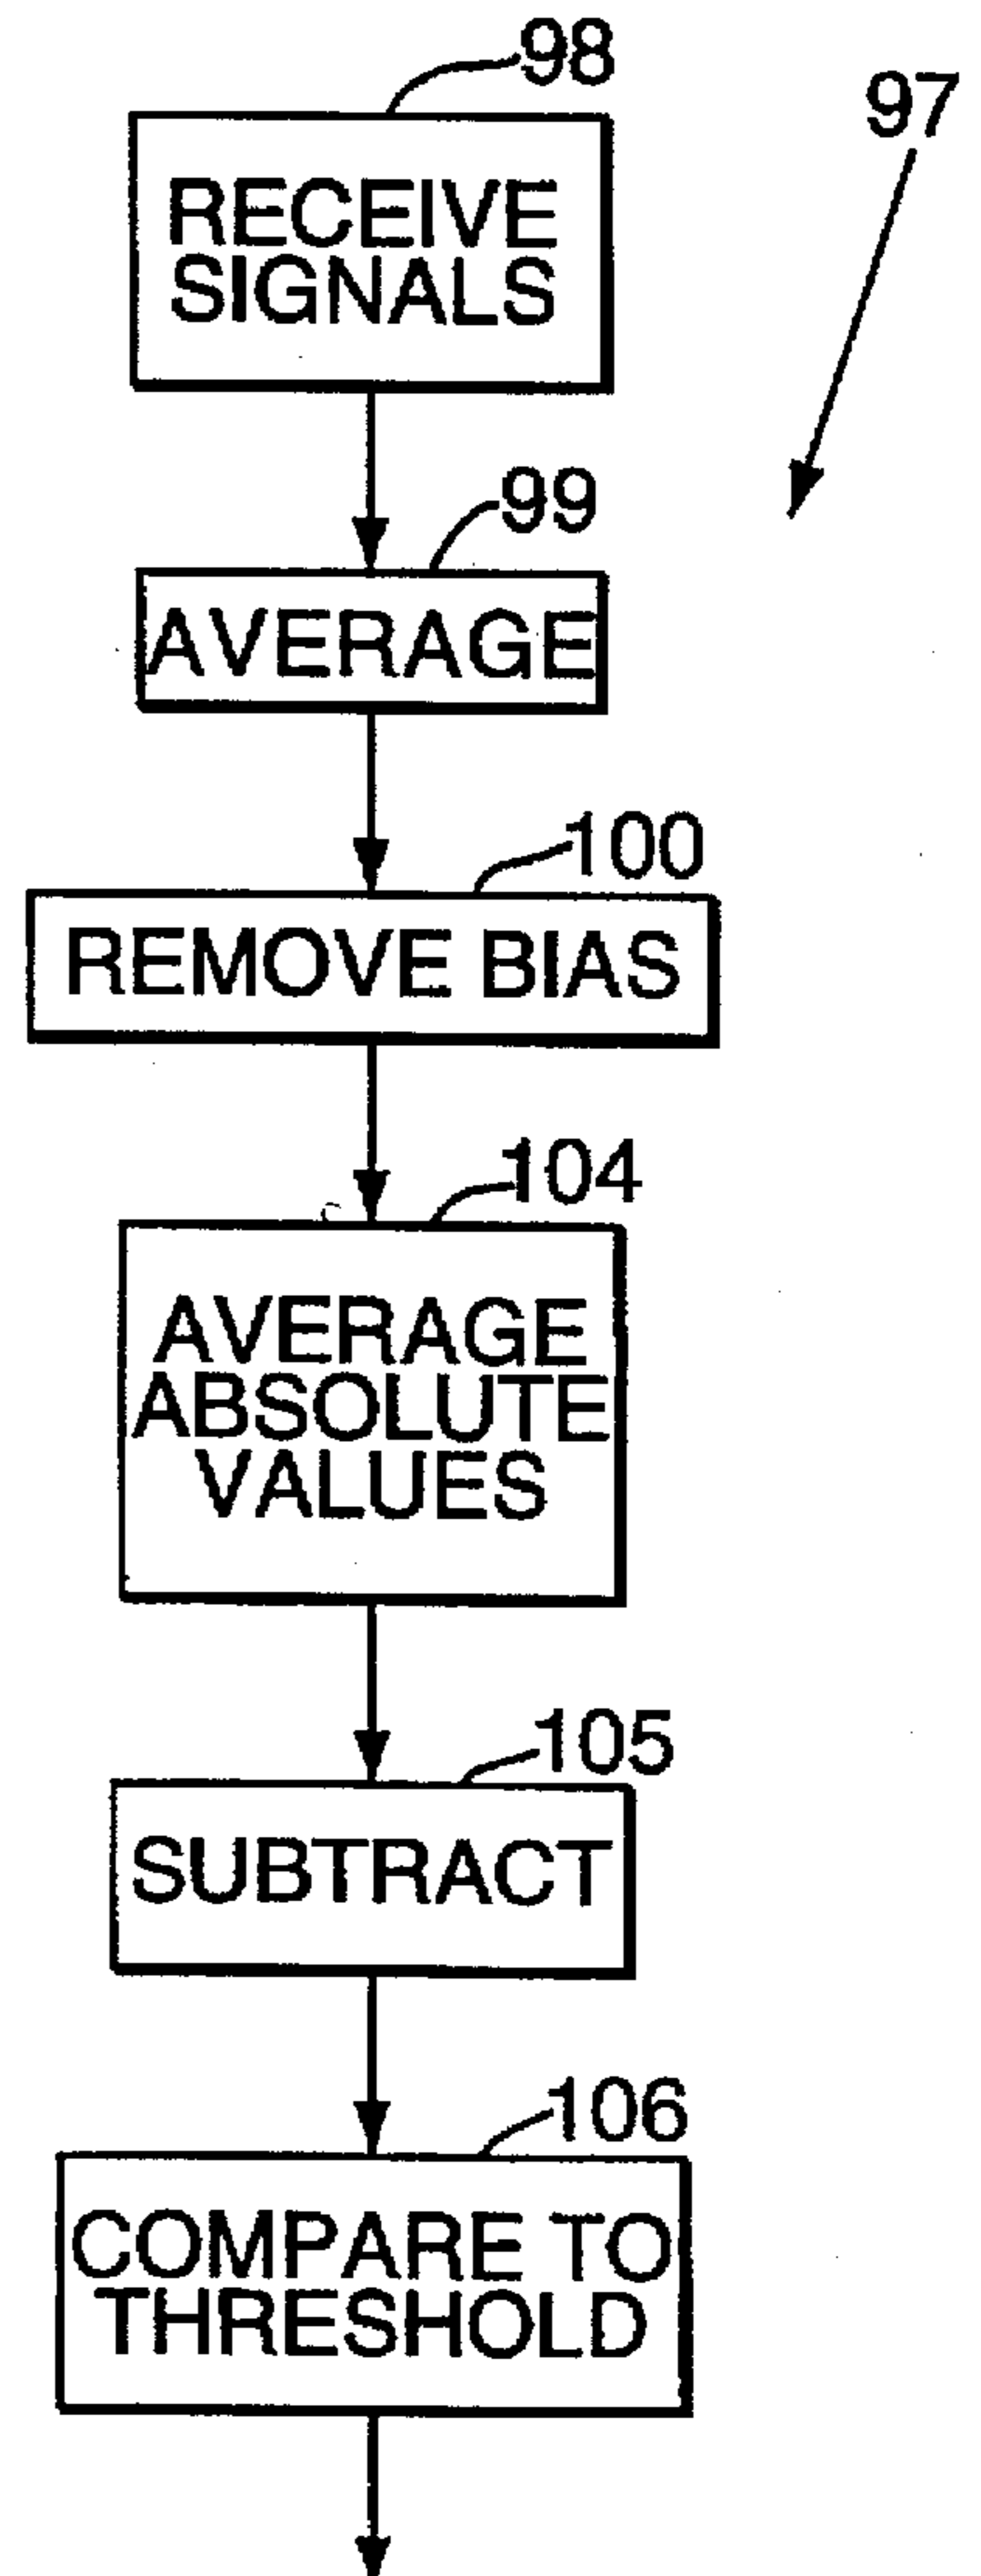 98
97
RECEIVE
SIGNALS
99
AVERAGE
100
REMOVE BIAS
104
AVERAGE
ABSOLUTE
VALUES
105
SUBTRACT
106
COMPARE TO
THRESHOLD